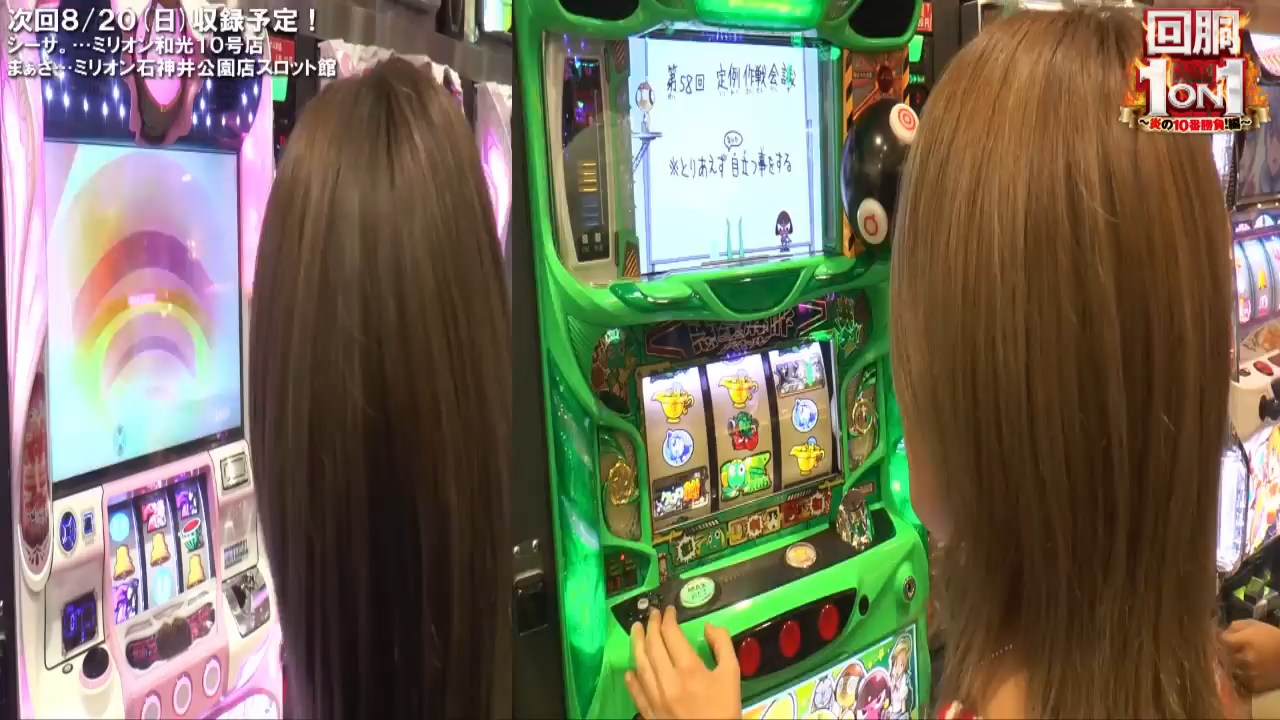 次回8/20(日)収録予定！
シーサ。…ミリオン和光10号店
まぁさ…ミリオン石神井公園店スロット館
回胴
1ON1
～炎の10番勝負!編～
第58回 定例作戦会議
※とりあえず目立つ事をする